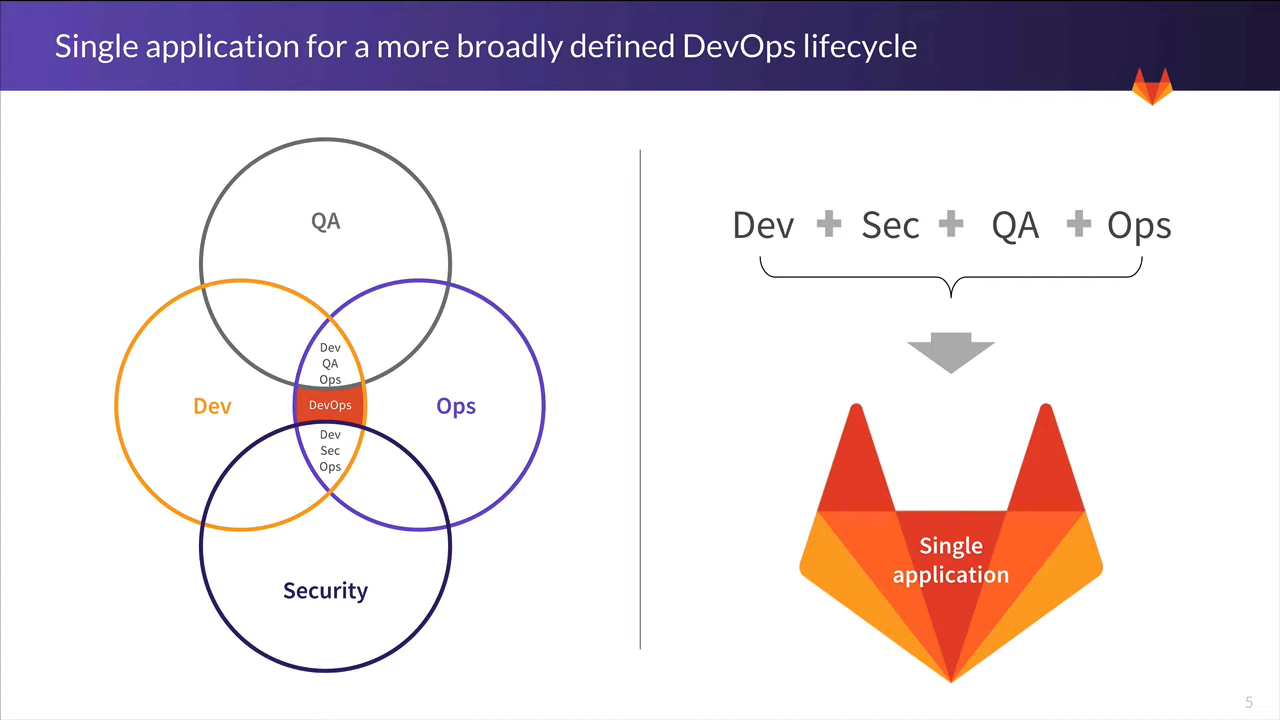 Single application for a more broadly defined DevOps lifecycle
QA
Dev
QA
Ops
Dev
DevOps
Ops
Dev
Sec
Ops
Security
Dev + Sec + QA + Ops
Single
application
5